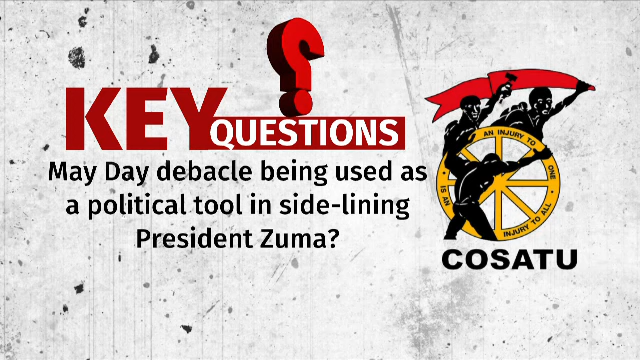 KEY
QUESTIONS
May Day debacle being used as
a political tool in side-lining
President Zuma?
AN INJURY TO
ONE
IS AN
INJURY TO ALL
COSATU